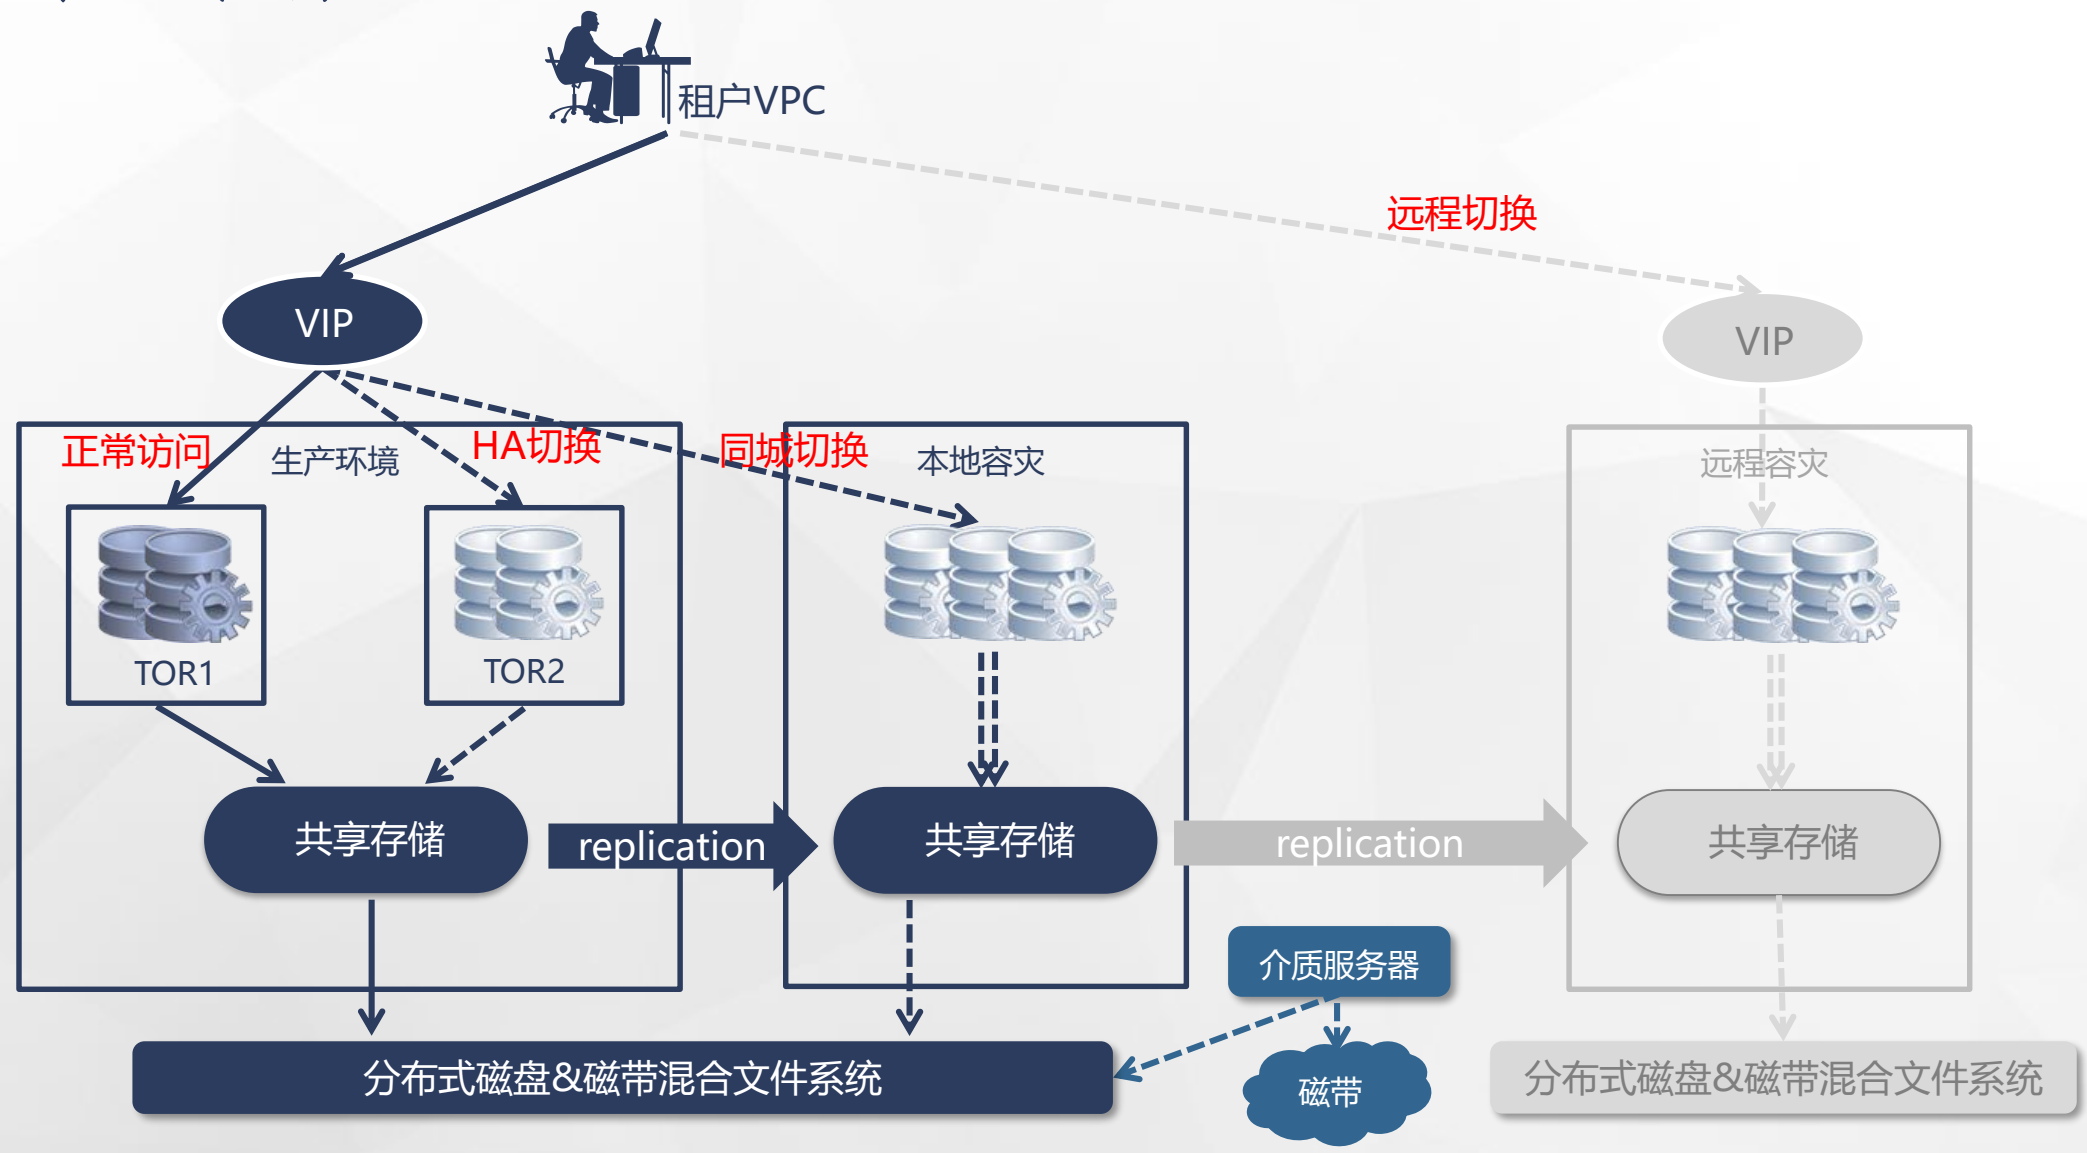 租户VPC
远程切换
VIP
VIP
正常访问
生产环境
HA切换
同城切换
本地容灾
远程容灾
TOR1
TOR2
共享存储
replication
共享存储
replication
共享存储
介质服务器
分布式磁盘&磁带混合文件系统
磁带
分布式磁盘&磁带混合文件系统